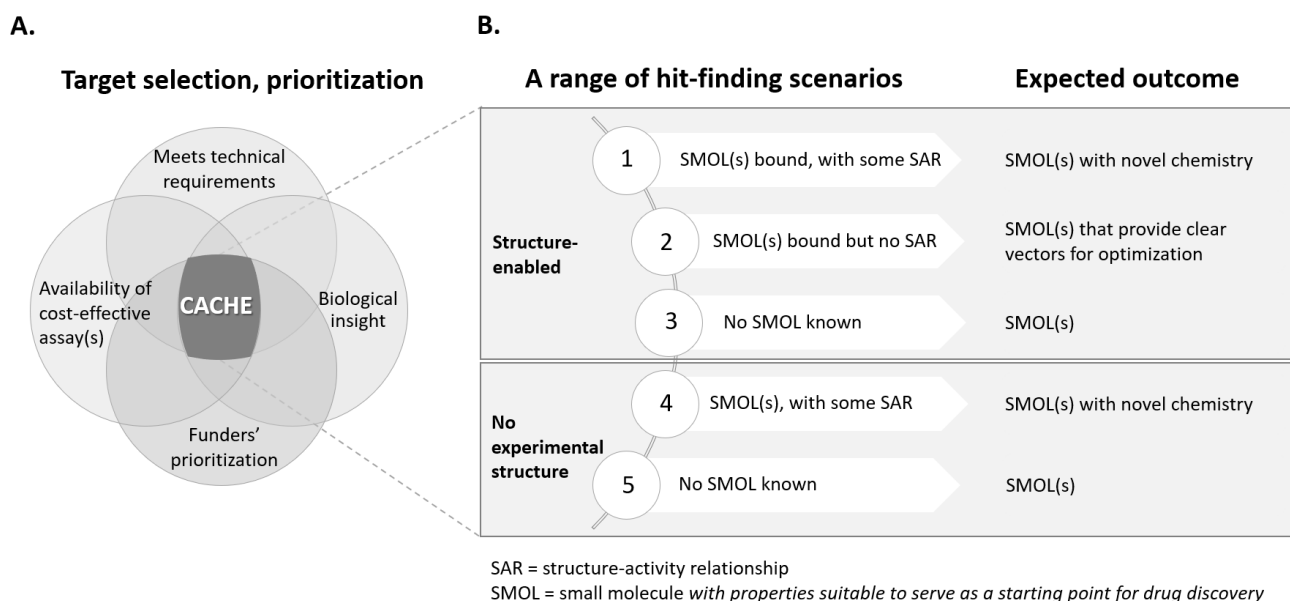 A.
Target selection, prioritization
Meets technical
requirements
Availability of
cost-effective
assay(s)
CACHE
Biological
insight
Funders’
prioritization
B.
A range of hit-finding scenarios
Expected outcome
Structure-
enabled
1
SMOL(s) bound, with some SAR
SMOL(s) with novel chemistry
2
SMOL(s) bound but no SAR
SMOL(s) that provide clear
vectors for optimization
3
No SMOL known
SMOL(s)
No
experimental
structure
4
SMOL(s), with some SAR
SMOL(s) with novel chemistry
5
No SMOL known
SMOL(s)
SAR = structure-activity relationship
SMOL = small molecule with properties suitable to serve as a starting point for drug discovery